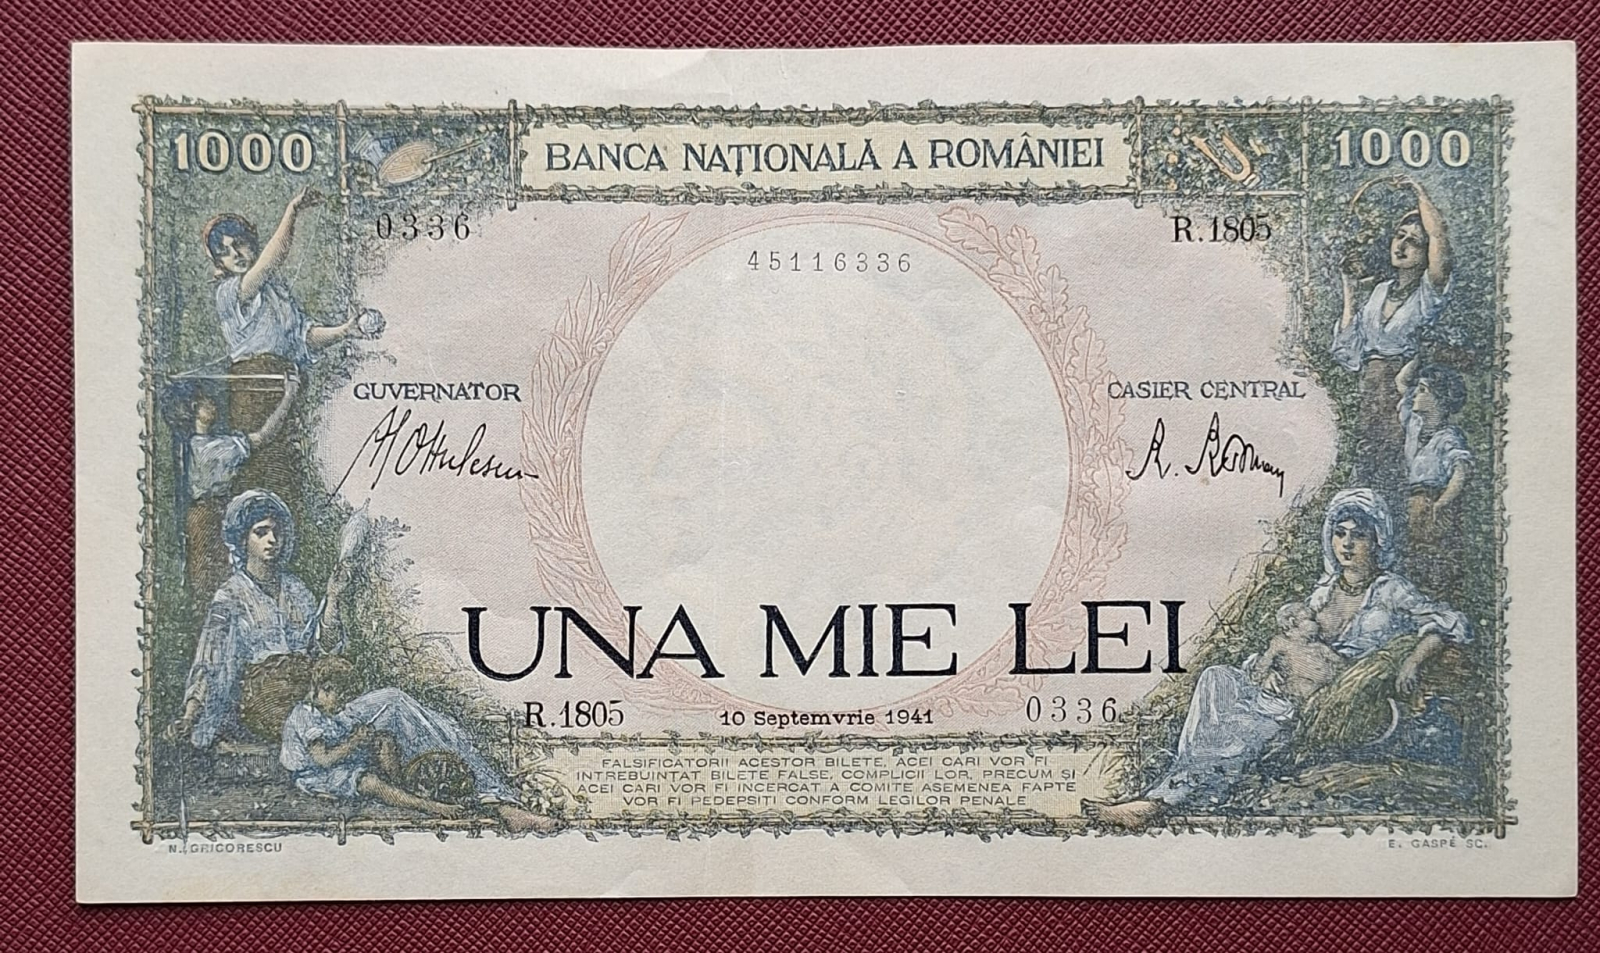 1000
BANCA NAȚIONALĂ A ROMÂNIEI
1000
0336
R.1805
45116336
GUVERNATOR
CASIER CENTRAL
UNA MIE LEI
R.1805
10 Septemvrie 1941
0336
FALSIFICATORII ACESTOR BILETE, ACEI CARI VOR FI
INTREBUINȚAT BILETE FALSE, COMPLICII LOR, PRECUM ȘI
ACEI CARI VOR FI INCERCAT A COMITE ASEMENEA FAPTE
VOR FI PEDEPSITI CONFORM LEGILOR PENALE
N. GRIGORESCU
E. GASPÉ SC.